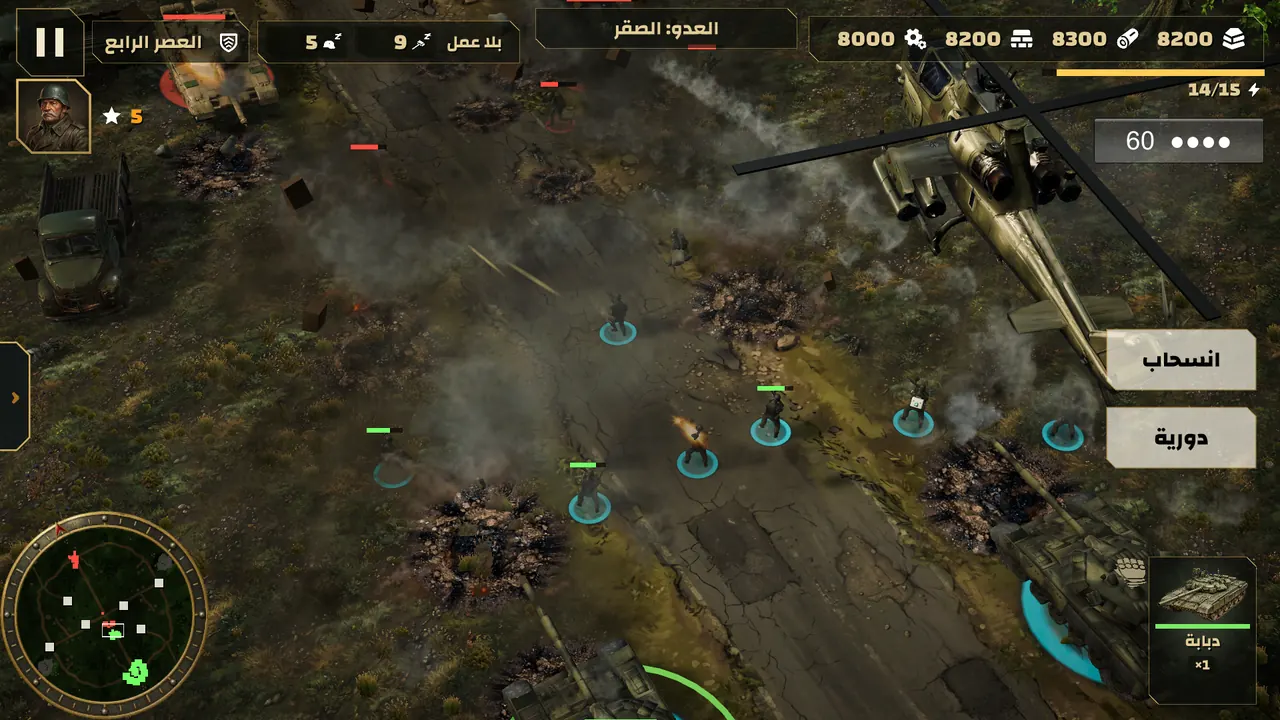 العصر الرابع
5
9
بلا عمل
العدو: الصقر
8000
8200
8300
8200
5
14/15
60
انسحاب
دورية
دبابة
×1